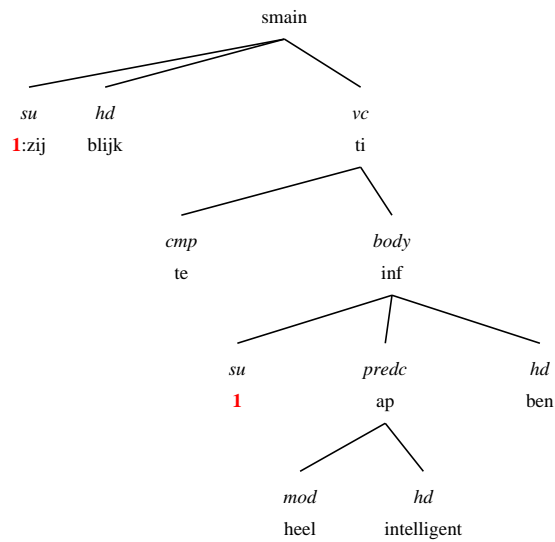 smain
su hd vc
1:zij blijk ti
cmp body
te inf
su predc hd
1 ap ben
mod hd
heel intelligent